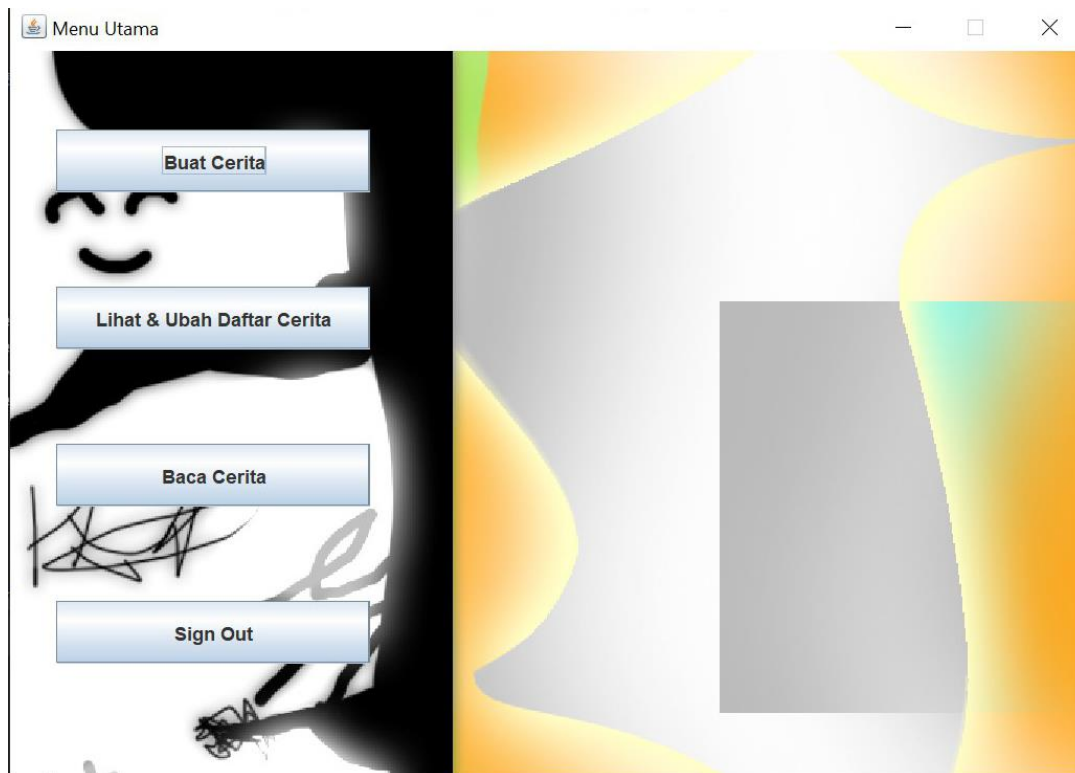 Menu Utama
Buat Cerita
Lihat & Ubah Daftar Cerita
Baca Cerita
Sign Out